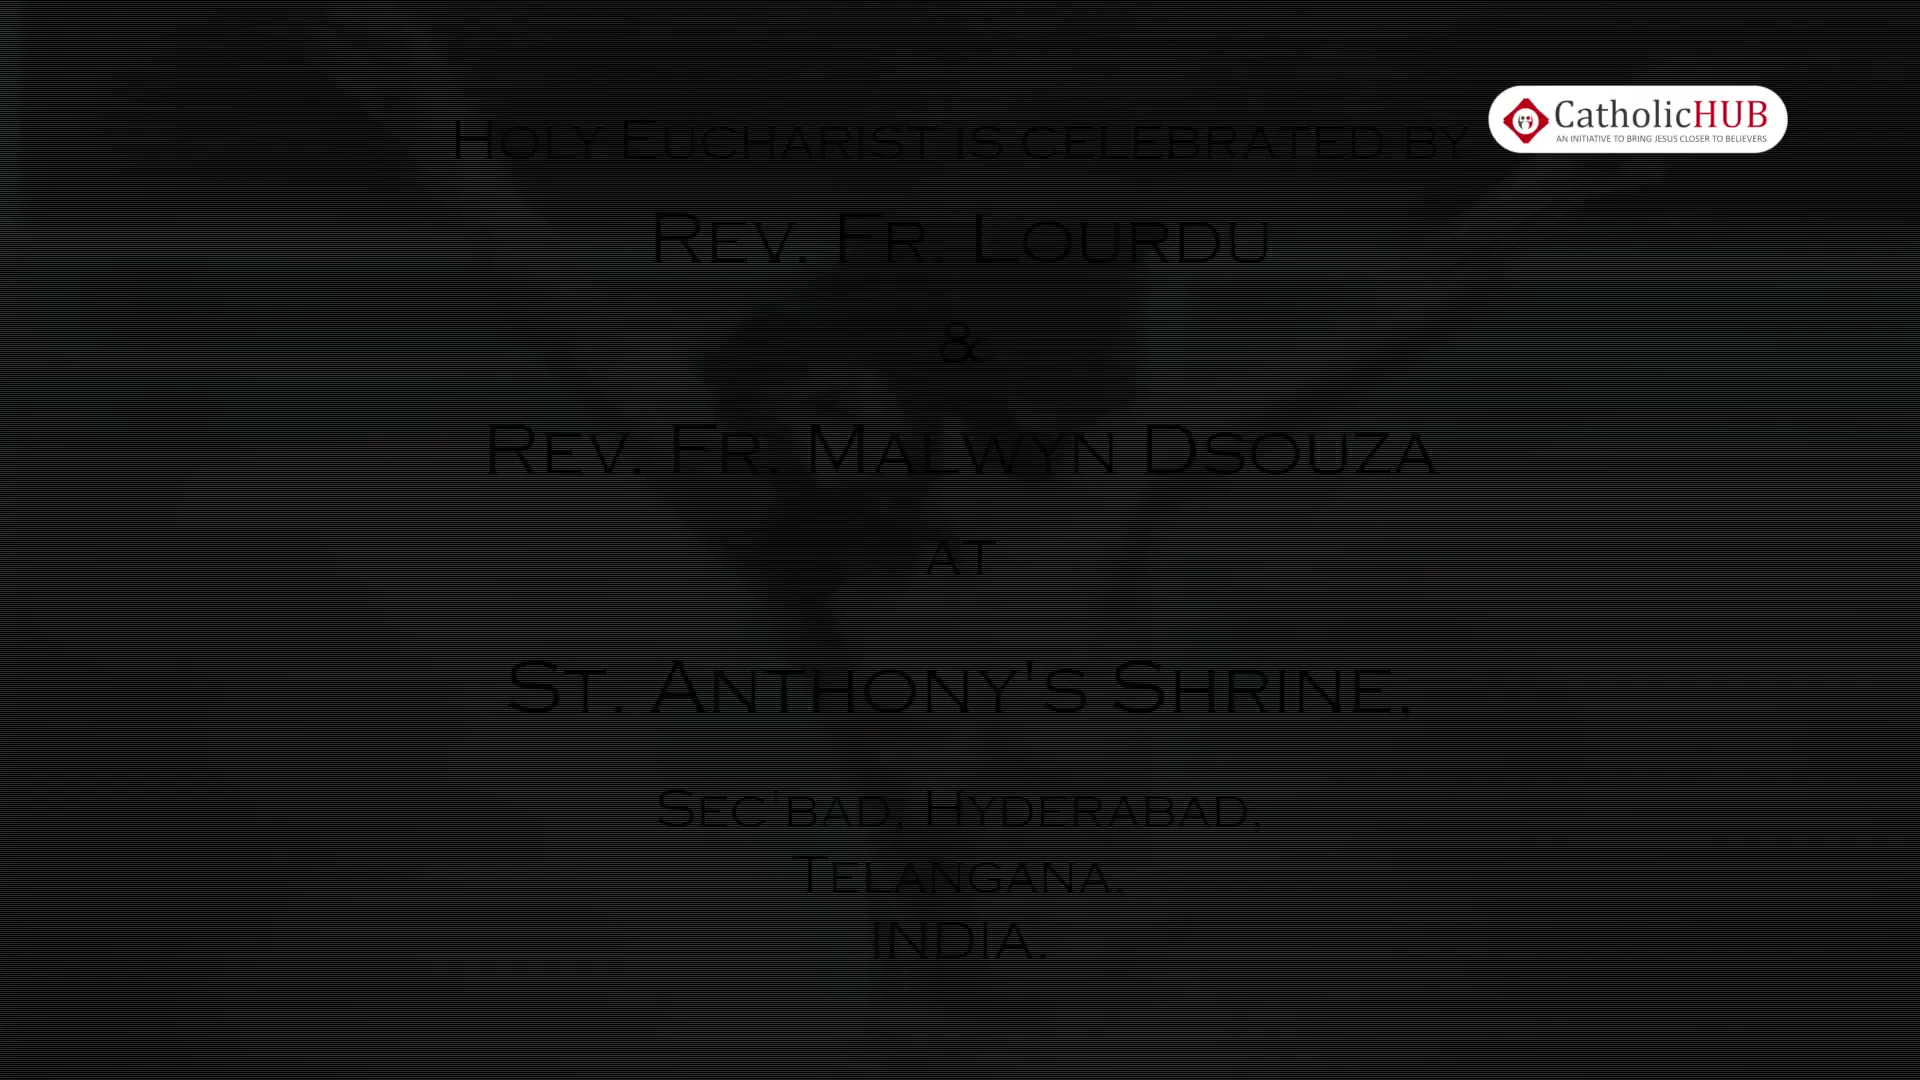 CatholicHUB
AN INITIATIVE TO BRING JESUS CLOSER TO BELIEVERS
Holy Eucharist is celebrated by
Rev. Fr. Lourdu
&
Rev. Fr. Malwyn Dsouza
at
St. Anthony's Shrine,
Sec'bad, Hyderabad,
Telangana,
INDIA.